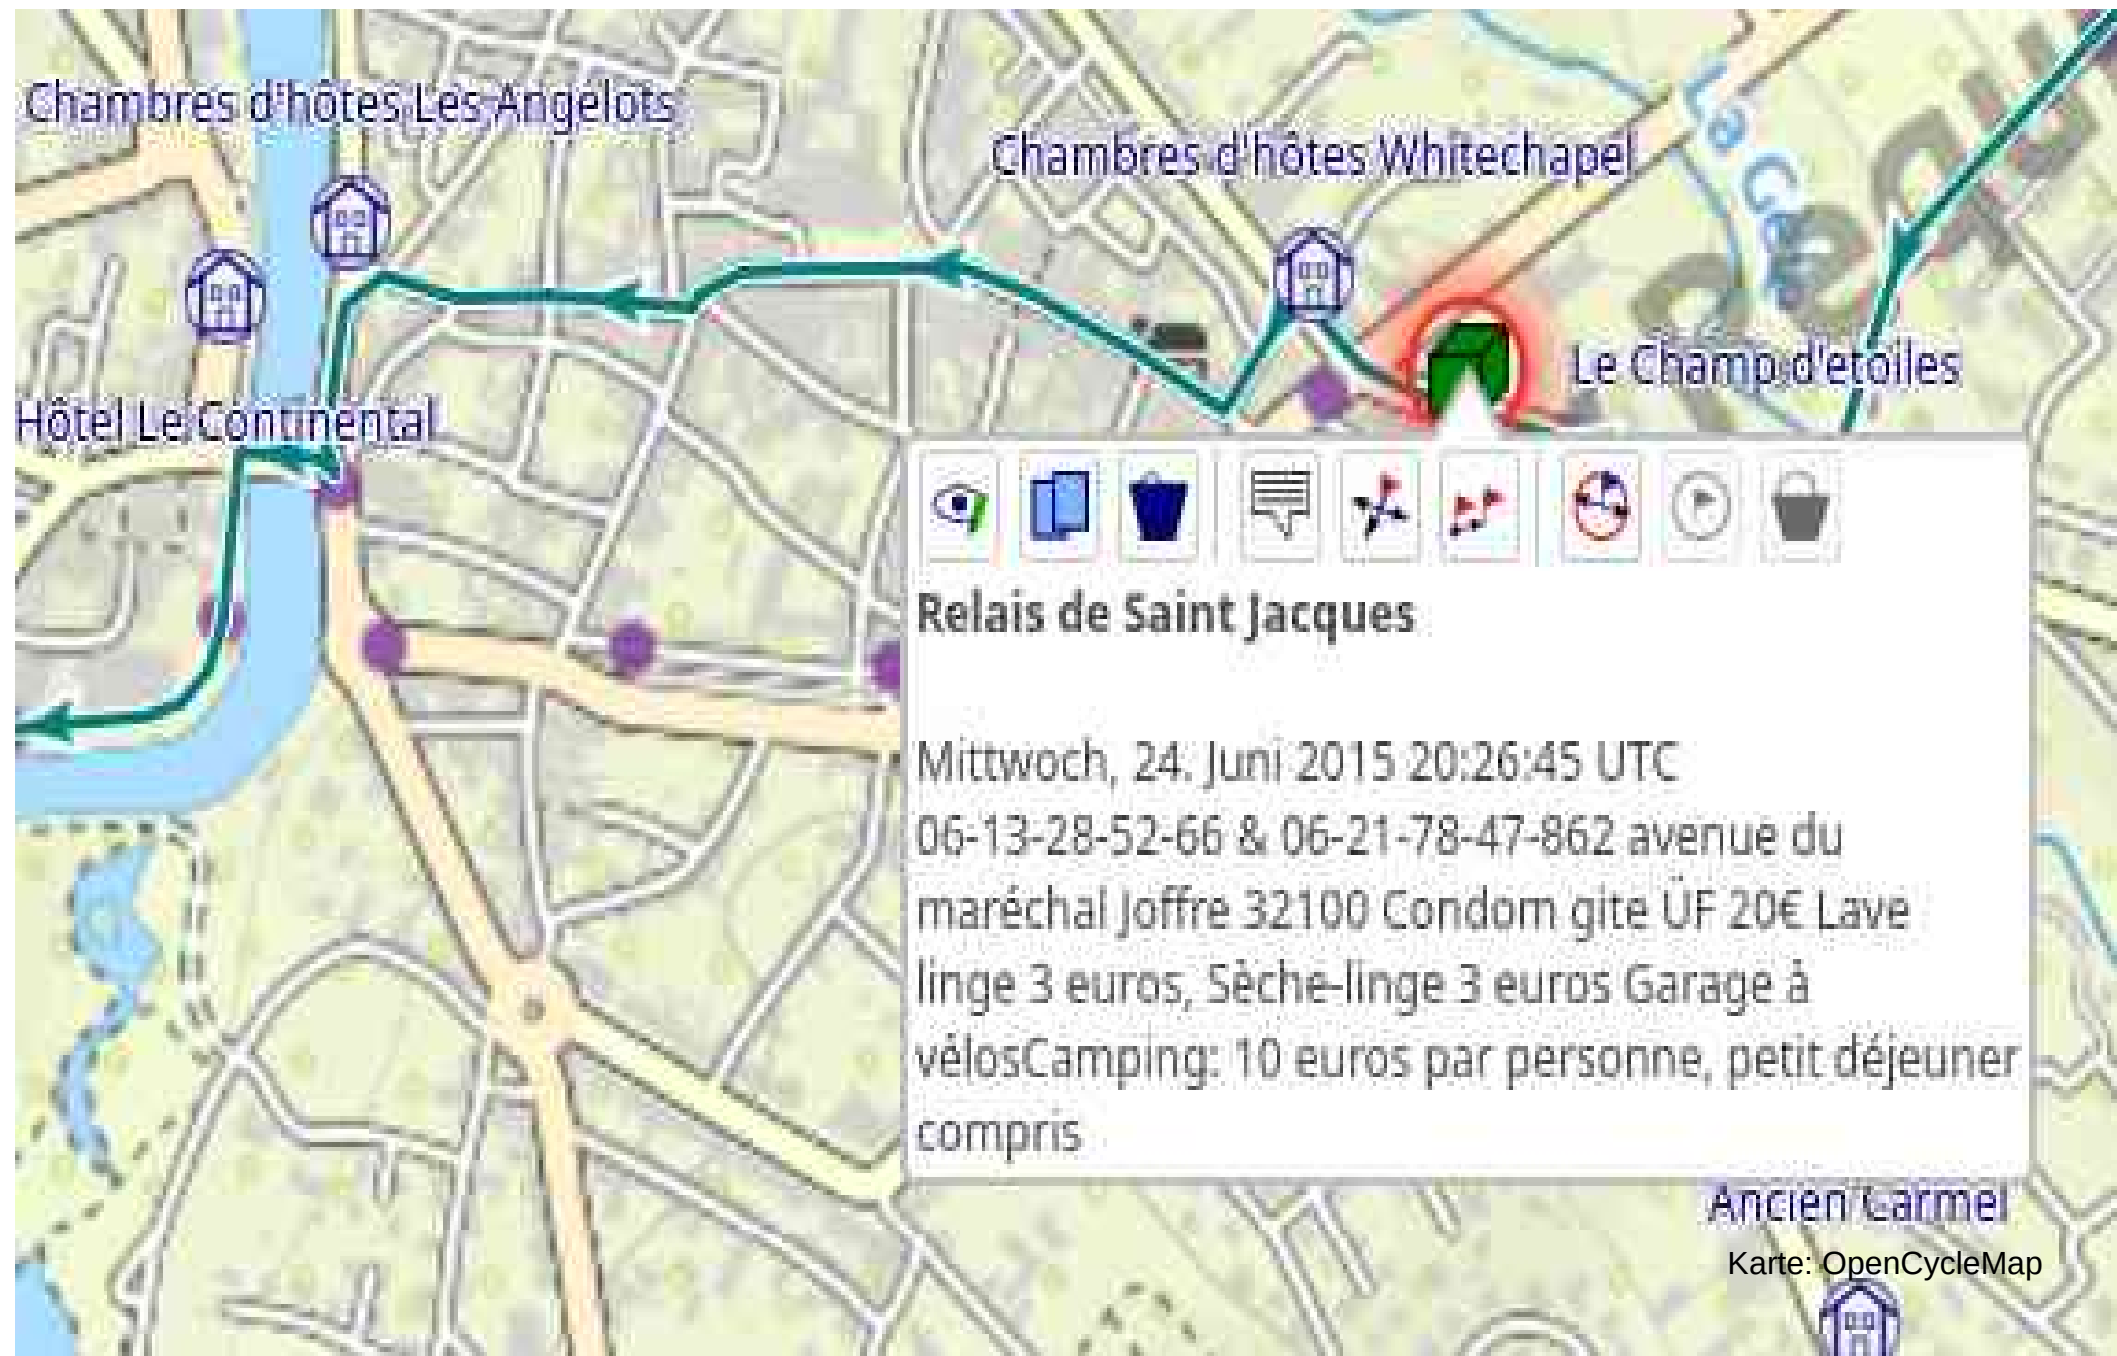 Chambres d'hôtes Les Angelots
Chambres d'hôtes Whitechapel
Le Champ d'etoiles
Hôtel Le Continental
Relais de Saint Jacques
Mittwoch, 24. Juni 2015 20:26:45 UTC
06-13-28-52-66 & 06-21-78-47-862 avenue du
maréchal Joffre 32100 Condom gite ÜF 20€ Lave
linge 3 euros, Sèche-linge 3 euros Garage à
vélosCamping: 10 euros par personne, petit déjeuner
compris
Ancien Carmel
Karte: OpenCycleMap